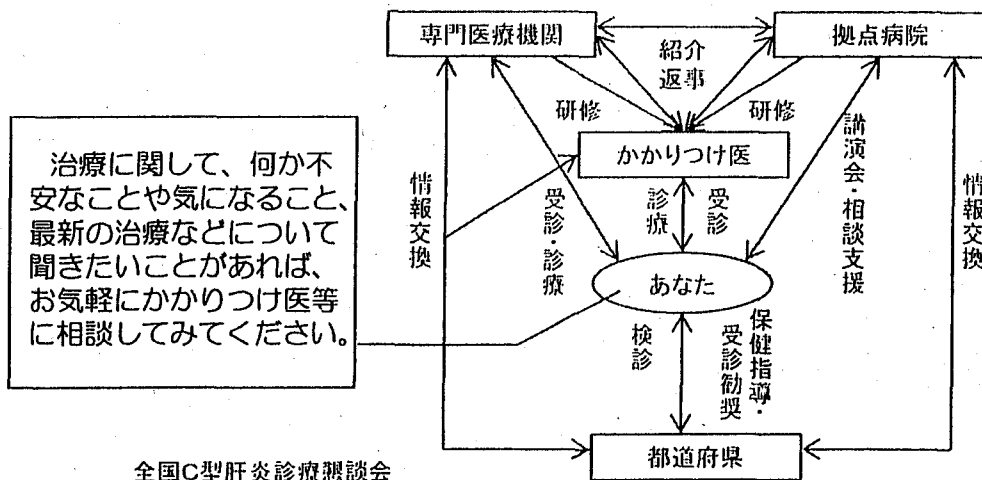 専門医療機関
拠点病院
紹介
返事
研修
研修
かかりつけ医
治療に関して、何か不
安なことや気になること、
最新の治療などについて
聞きたいことがあれば、
お気軽にかかりつけ医等
に相談してみてください。
情報交換
受診・診療
診療
受診
講演会・相談支援
情報交換
あなた
検診
保健指導・
受診勧奨
都道府県
全国C型肝炎診療懇談会